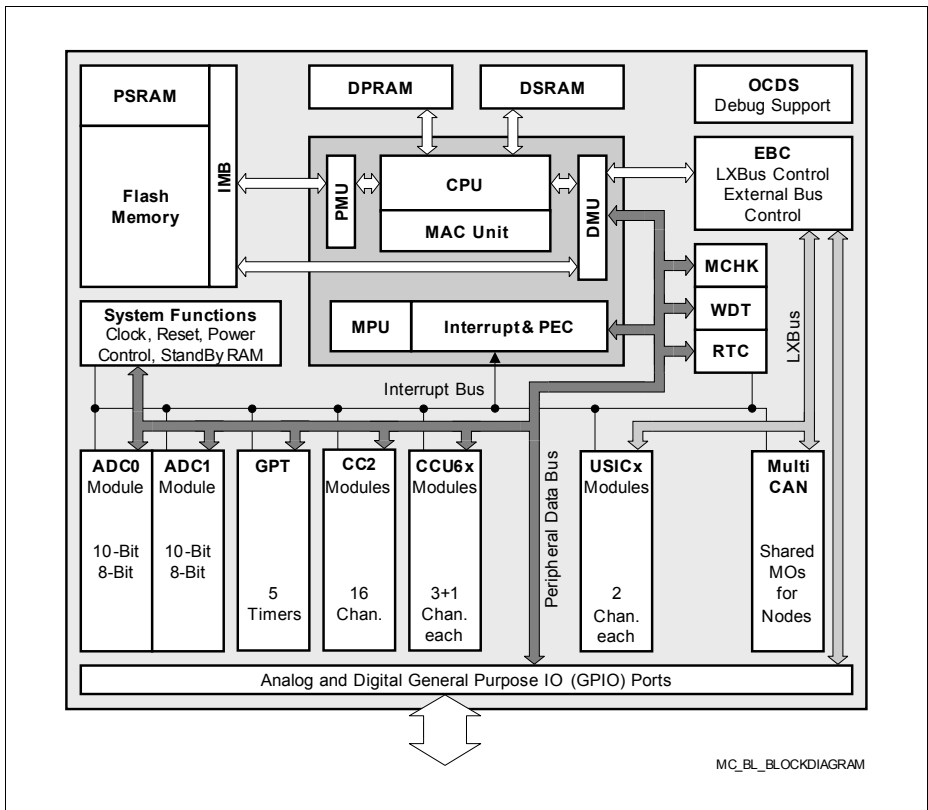 PSRAM
Flash
Memory
IMB
DPRAM
DSRAM
OCDS
Debug Support
PMU
CPU
MAC Unit
DMU
EBC
LXBus Control
External Bus
Control
MPU
Interrupt & PEC
MCHK
WDT
RTC
System Functions
Clock, Reset, Power
Control, StandBy RAM
Interrupt Bus
LXBus
ADC0
Module
10-Bit
8-Bit
ADC1
Module
10-Bit
8-Bit
GPT
5
Timers
CC2
Modules
16
Chan.
CCU6x
Modules
3+1
Chan.
each
Peripheral Data Bus
USICx
Modules
2
Chan.
each
Multi
CAN
Shared
MOs
for
Nodes
Analog and Digital General Purpose IO (GPIO) Ports
MC_BL_BLOCKDIAGRAM